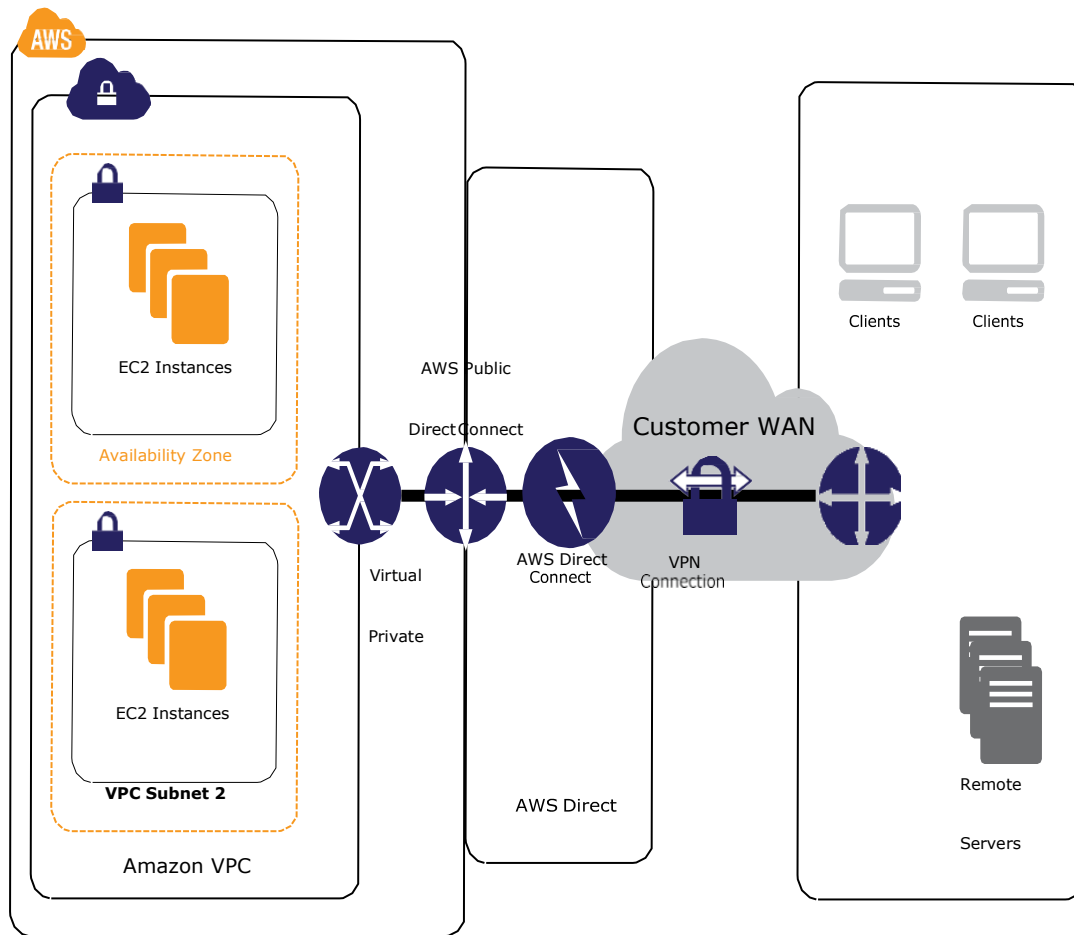 AWS
EC2 Instances
Availability Zone
EC2 Instances
VPC Subnet 2
Amazon VPC
AWS Public
Direct Connect
Virtual
Private
AWS Direct
Connect
AWS Direct
Customer WAN
VPN
Connection
Clients
Clients
Remote
Servers